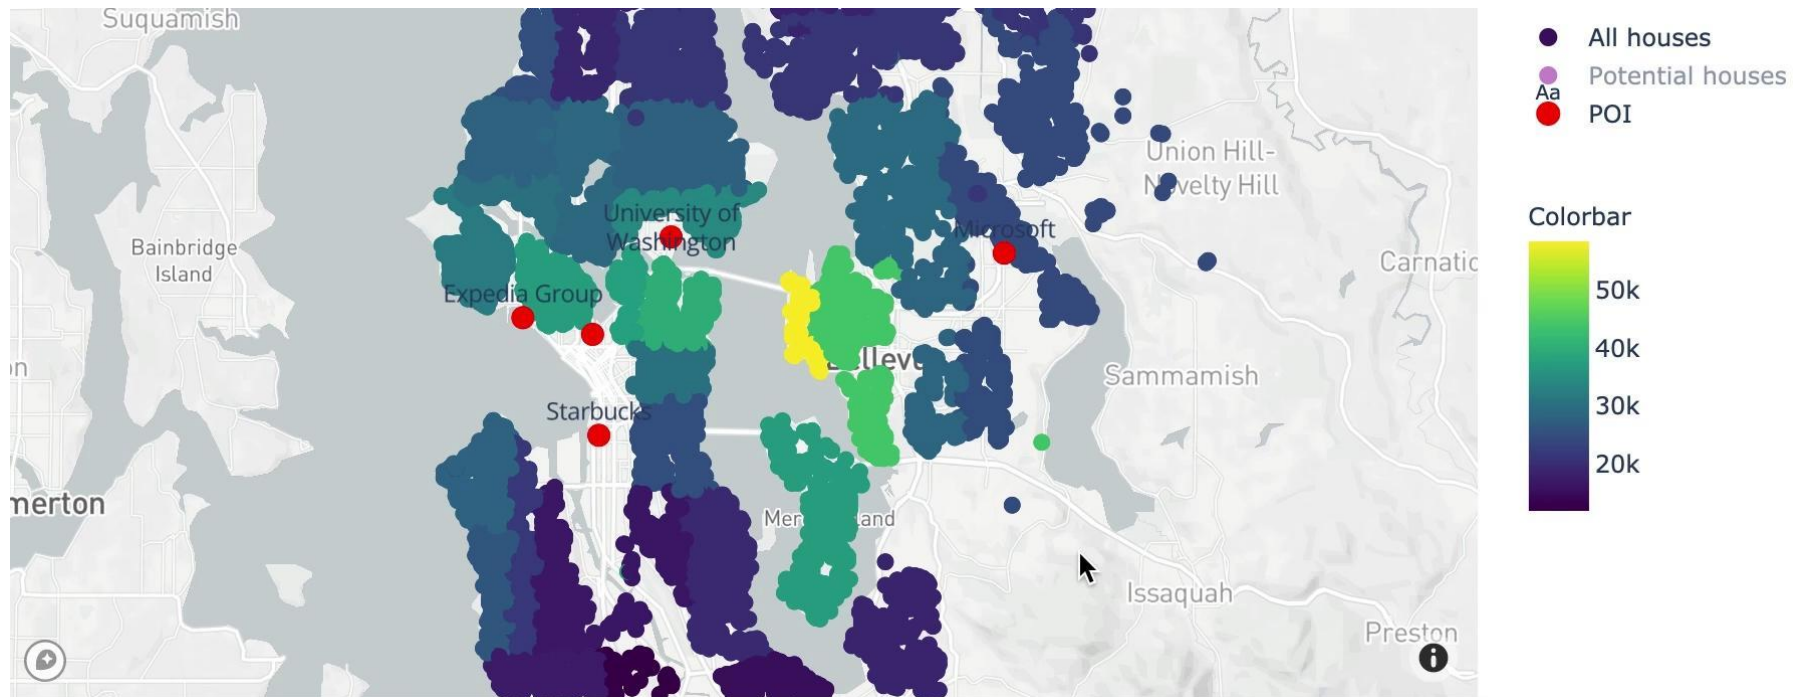 Suquamish
All houses
Potential houses
Aa
POI
Union Hill-
Novelty Hill
Colorbar
University of
Washington
Microsoft
Bainbridge
Island
Carnatic
Expedia Group
50k
40k
Sammamish
30k
Starbucks
20k
merton
Issaquah
Preston